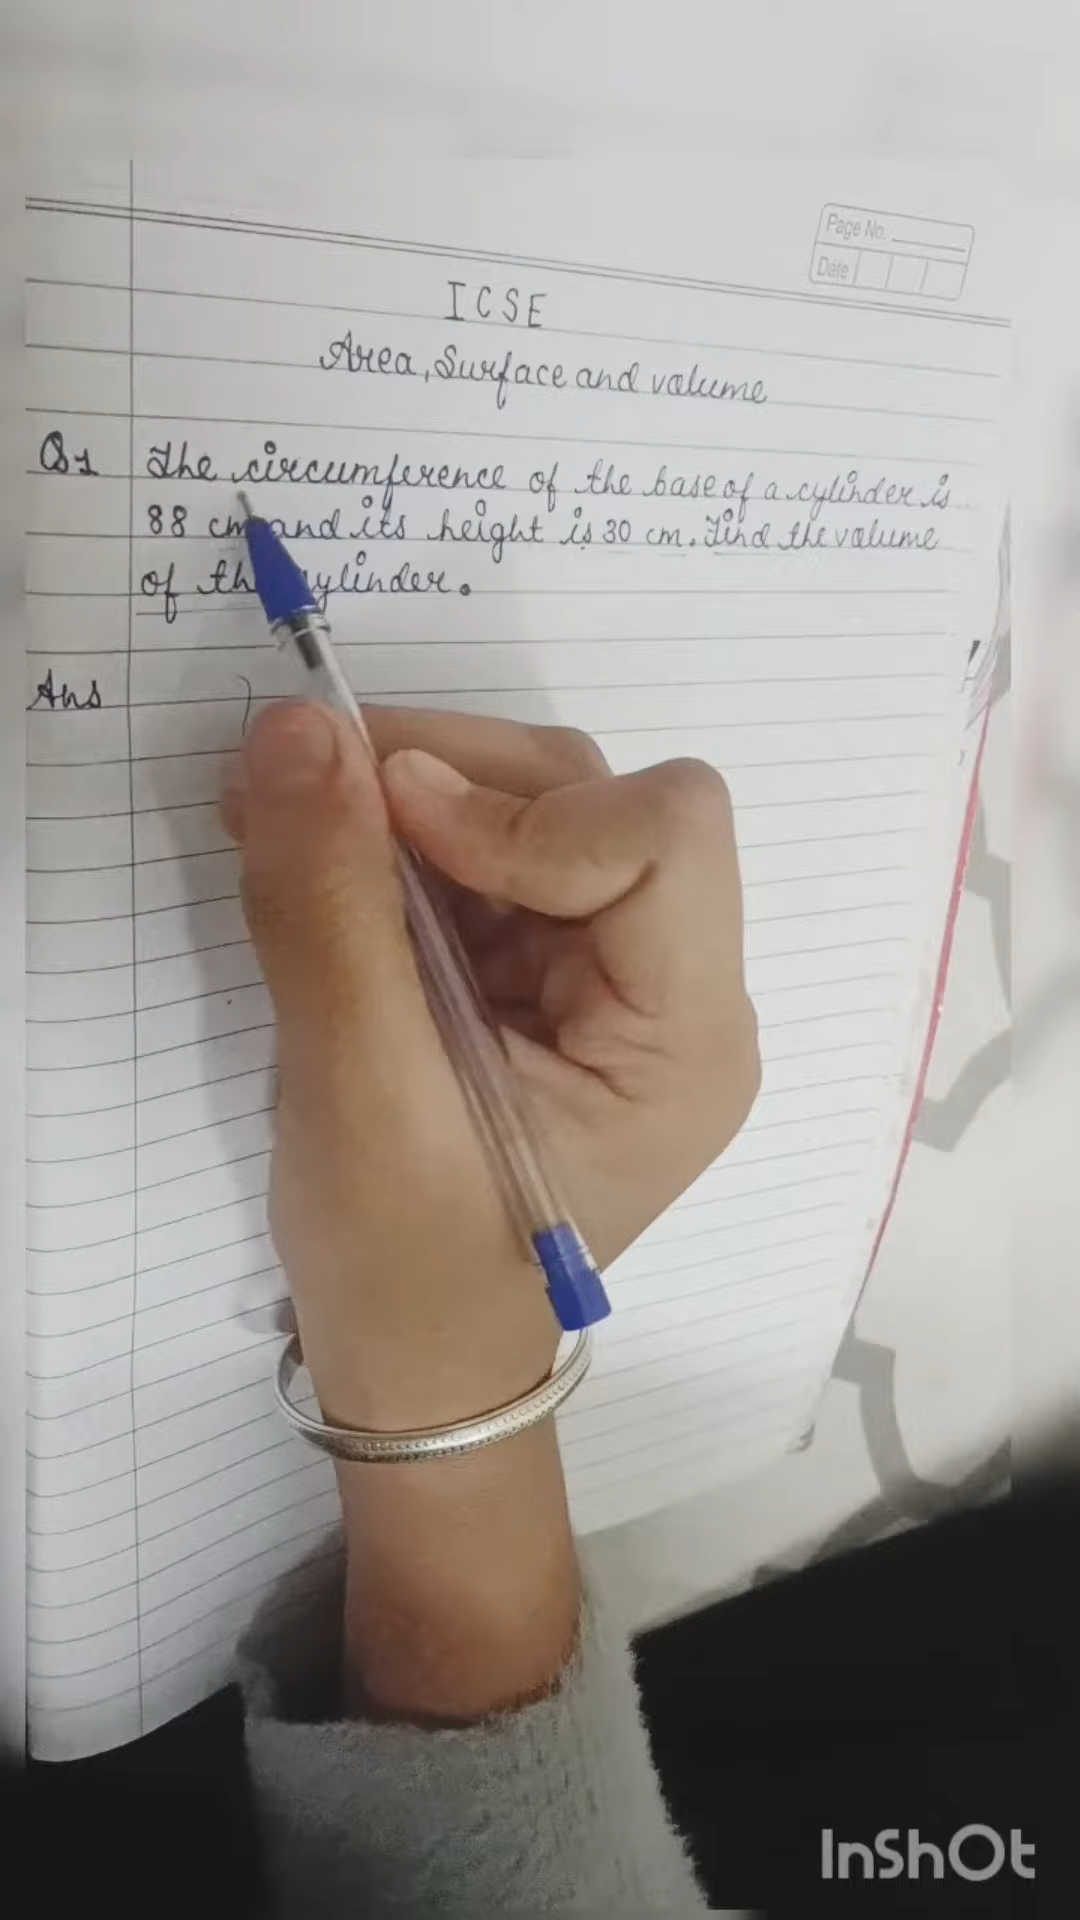 Page No.
Date
ICSE
Area, Surface and volume
Q1 The circumference of the base of a cylinder is
88 cm and its height is 30 cm. Find the volume
of the cylinder.
Ans
InShOt